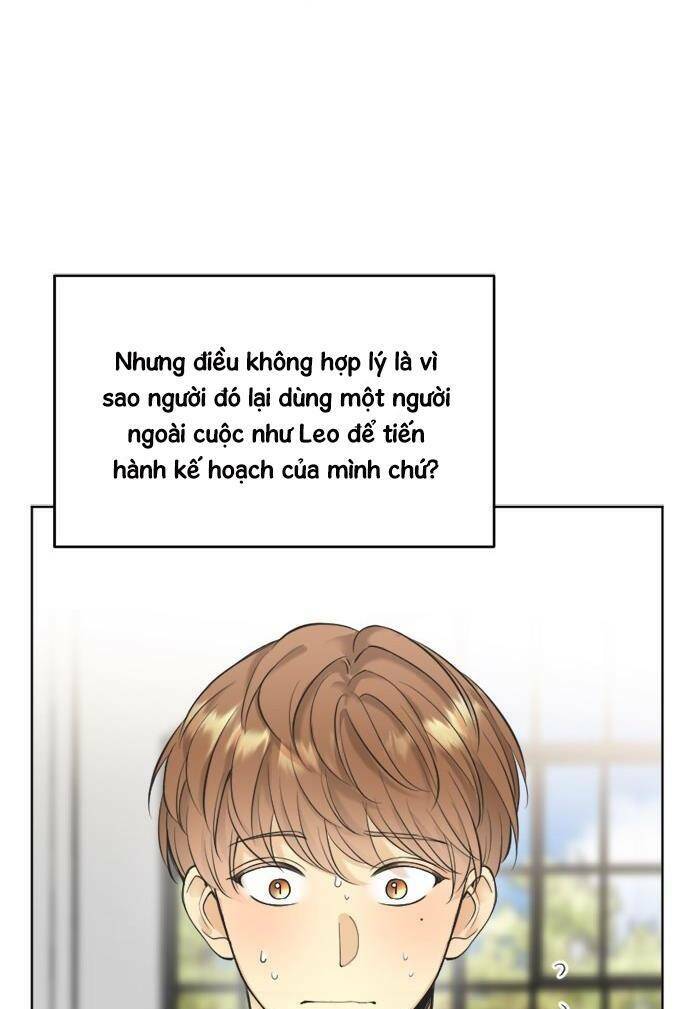 Nhưng điều không hợp lý là vì
sao người đó lại dùng một người
ngoài cuộc như Leo để tiến
hành kế hoạch của mình chứ?